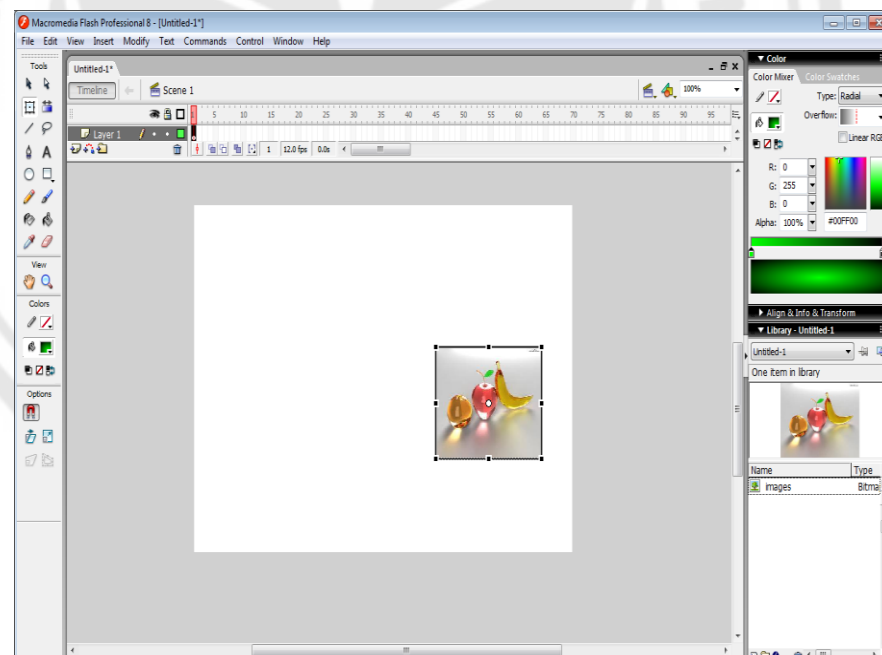 Macromedia Flash Professional 8 - [Untitled-1*]
File Edit View Insert Modify Text Commands Control Window Help
Tools
View
Colors
Options
Untitled-1*
Timeline Scene 1 100%
1 5 10 15 20 25 30 35 40 45 50 55 60 65 70 75 80 85 90 95
Layer 1
1 12.0 fps 0.0s
Color
Color Mixer Color Swatches
Type: Radial
Overflow:
Linear RGB
R: 0
G: 255
B: 0
Alpha: 100% #00FF00
Align & Info & Transform
Library - Untitled-1
Untitled-1
One item in library
Name Type
images Bitma